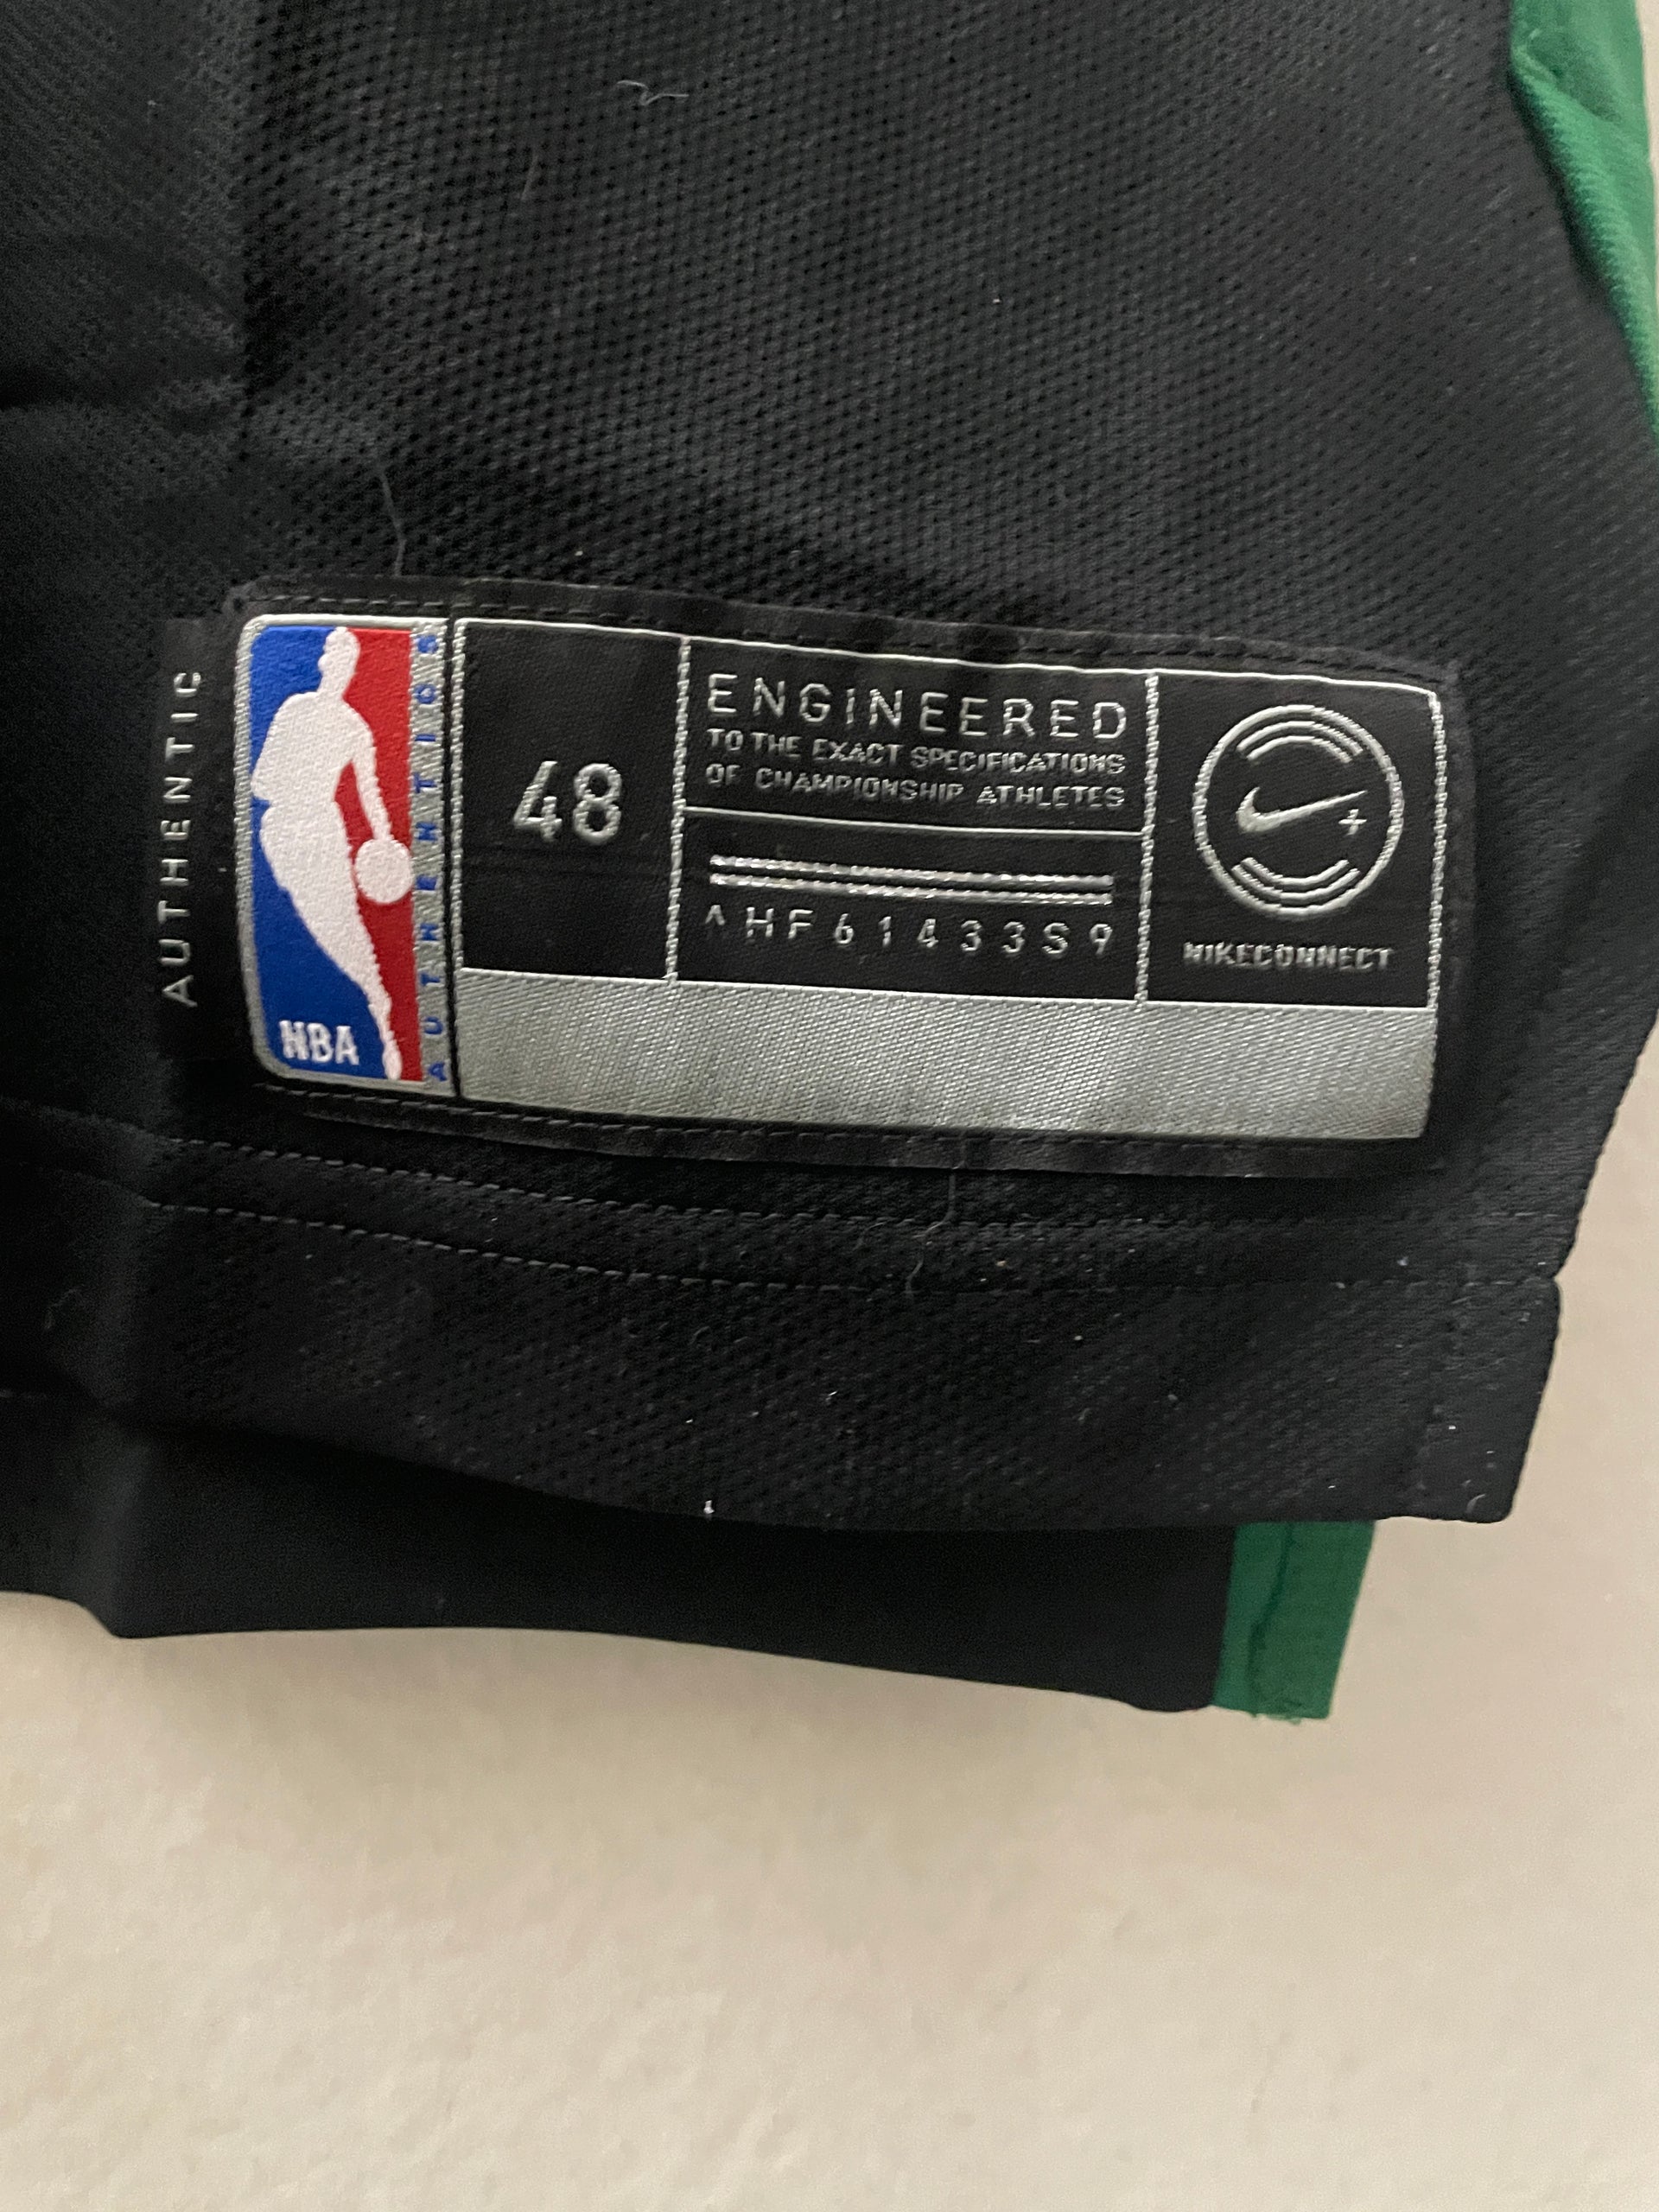 AUTHENTIC
NBA
AUTHENTICS
48
ENGINEERED
TO THE EXACT SPECIFICATIONS
OF CHAMPIONSHIP ATHLETES
^HF61433S9
NIKECONNECT